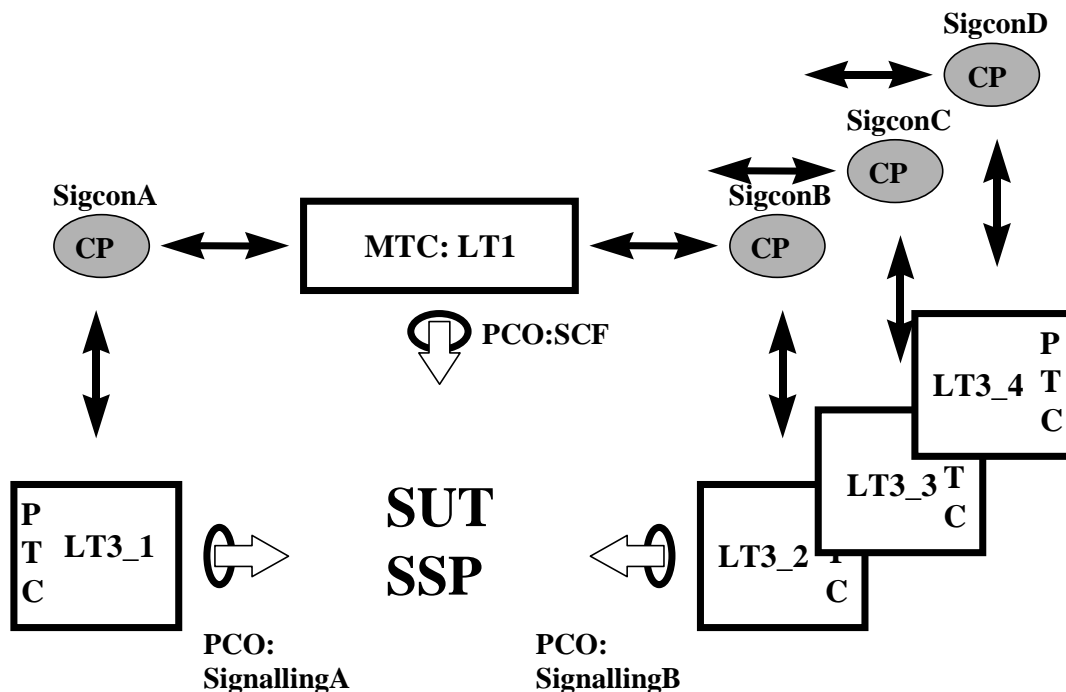 SigconD
CP
SigconC
CP
SigconA
CP
MTC: LT1
SigconB
CP
PCO:SCF
LT3_4
P
T
C
LT3_3
T
C
P
T
C
LT3_1
SUT
SSP
LT3_2
C
PCO:
SignallingA
PCO:
SignallingB